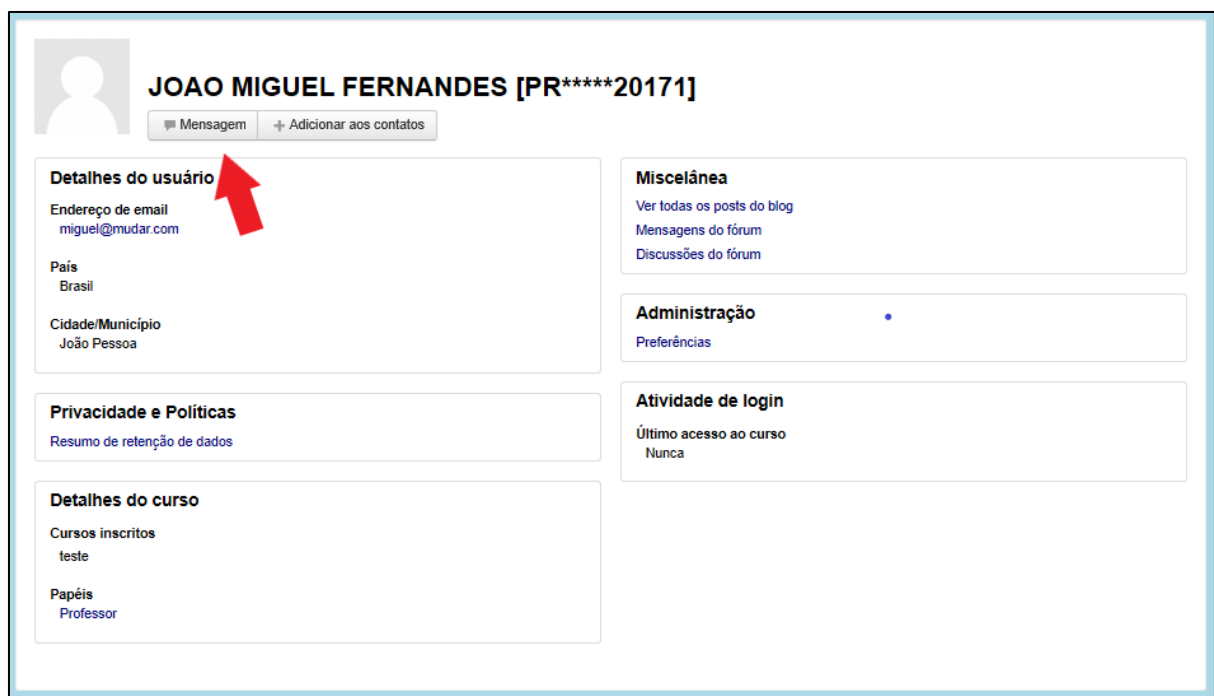 JOAO MIGUEL FERNANDES [PR*****20171]
Mensagem
Adicionar aos contatos
Detalhes do usuário
Endereço de email
miguel@mudar.com
País
Brasil
Cidade/Município
João Pessoa
Privacidade e Políticas
Resumo de retenção de dados
Detalhes do curso
Cursos inscritos
teste
Papéis
Professor
Miscelânea
Ver todas os posts do blog
Mensagens do fórum
Discussões do fórum
Administração
Preferências
Atividade de login
Último acesso ao curso
Nunca